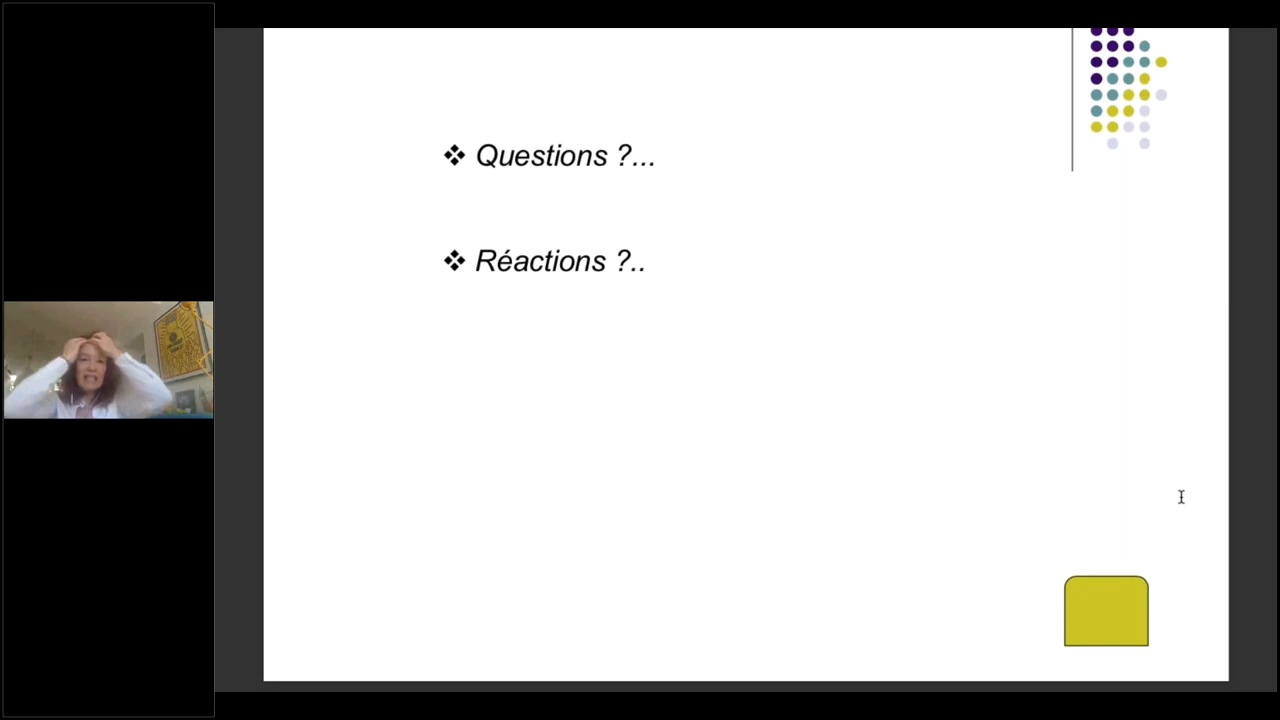 ❖ Questions ?...
❖ Réactions ?..